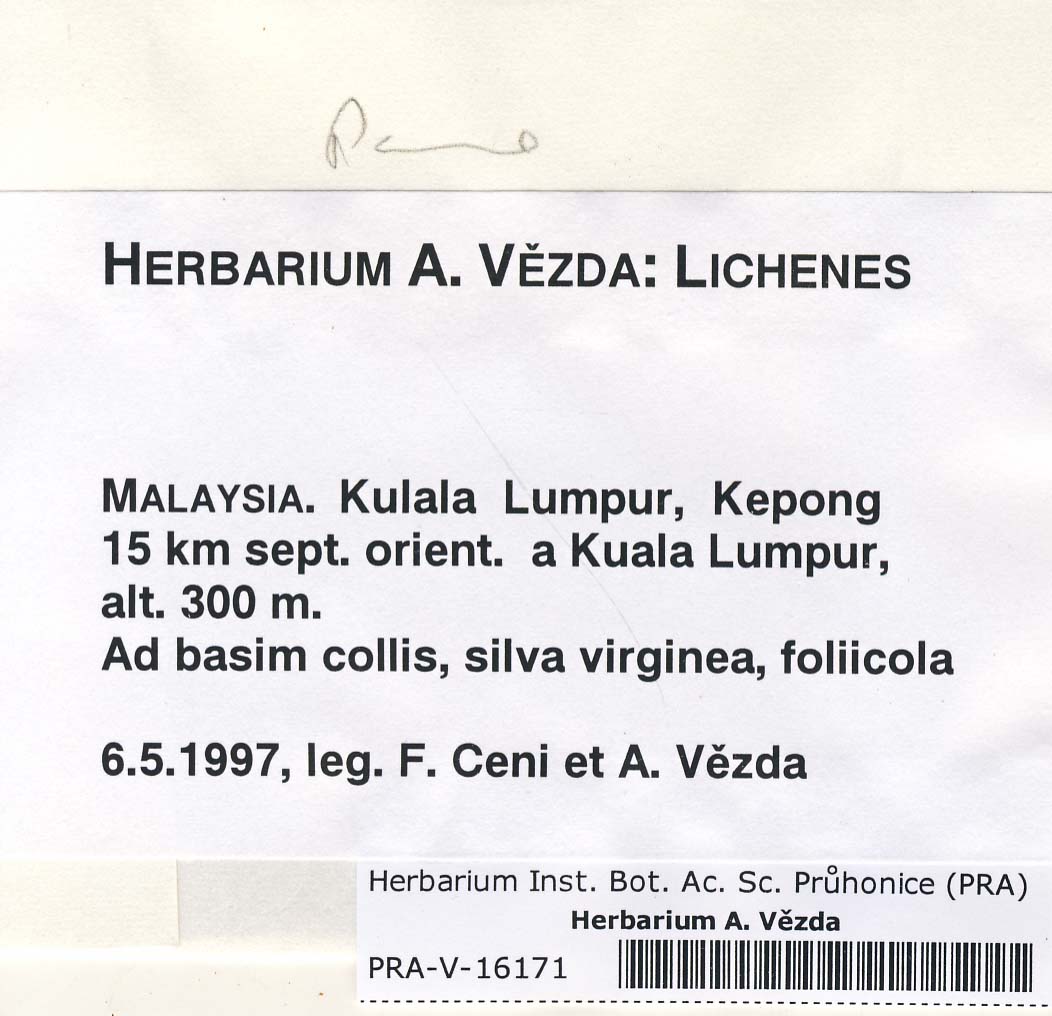 HERBARIUM A. VĚZDA: LICHENES
MALAYSIA. Kulala Lumpur, Kepong
15 km sept. orient. a Kuala Lumpur,
alt. 300 m.
Ad basim collis, silva virginea, foliicola
6.5.1997, leg. F. Ceni et A. Vězda
Herbarium Inst. Bot. Ac. Sc. Průhonice (PRA)
Herbarium A. Vězda
PRA-V-16171